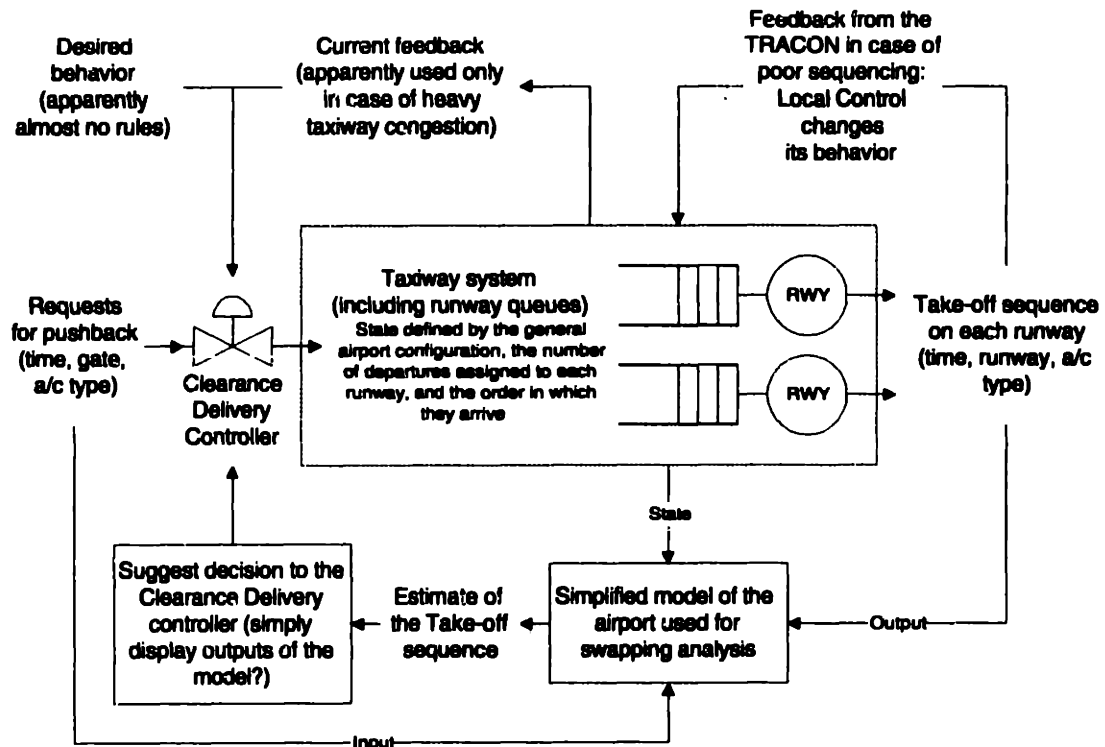 Desired
behavior
(apparently
almost no rules)
Current feedback
(apparently used only
in case of heavy
taxiway congestion)
Feedback from the
TRACON in case of
poor sequencing:
Local Control
changes
its behavior
Requests
for pushback
(time, gate,
a/c type)
Clearance
Delivery
Controller
Taxiway system
(including runway queues)
State defined by the general
airport configuration, the number
of departures assigned to each
runway, and the order in which
they arrive
RWY
RWY
Take-off sequence
on each runway
(time, runway, a/c
type)
State
Suggest decision to the
Clearance Delivery
controller (simply
display outputs of the
model?)
Estimate of
the Take-off
sequence
Simplified model of the
airport used for
swapping analysis
Output
Input